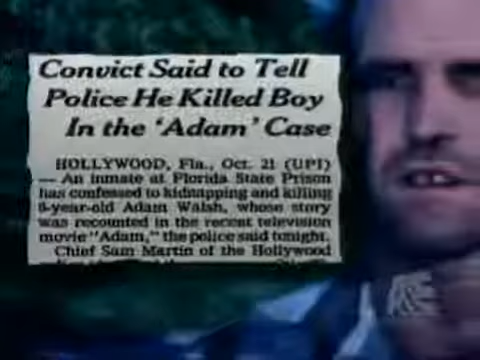 Convict Said to Tell
Police He Killed Boy
In the 'Adam' Case
HOLLYWOOD, Fla., Oct. 21 (UPI)
— An inmate at Florida State Prison
has confessed to kidnapping and killing
6-year-old Adam Walsh, whose story
was recounted in the recent television
movie "Adam," the police said tonight.
Chief Sam Martin of the Hollywood